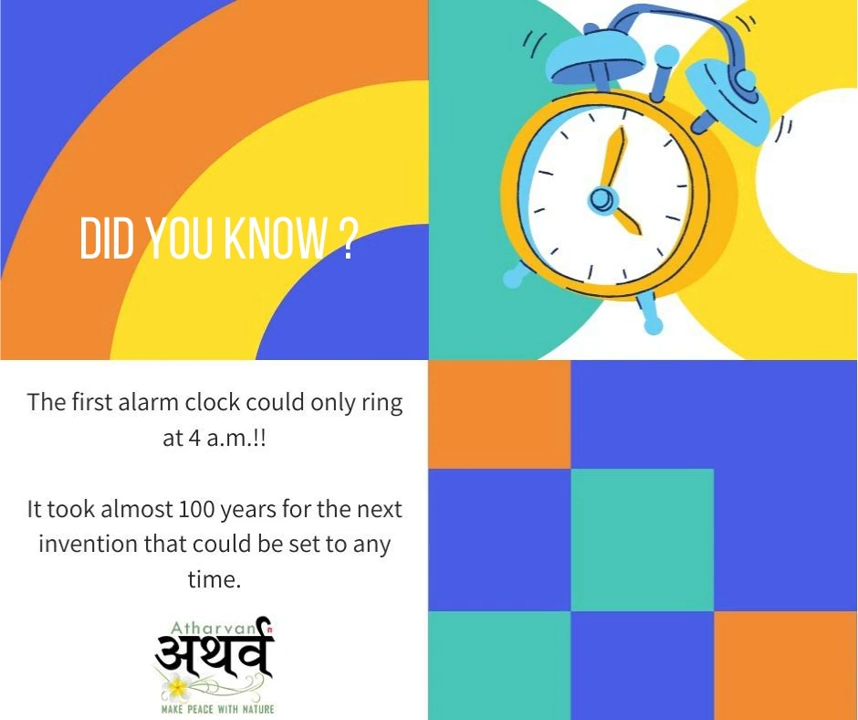 DID YOU KNOW ?
The first alarm clock could only ring
at 4 a.m.!!
It took almost 100 years for the next
invention that could be set to any
time.
Atharvan
अथर्व
MAKE PEACE WITH NATURE